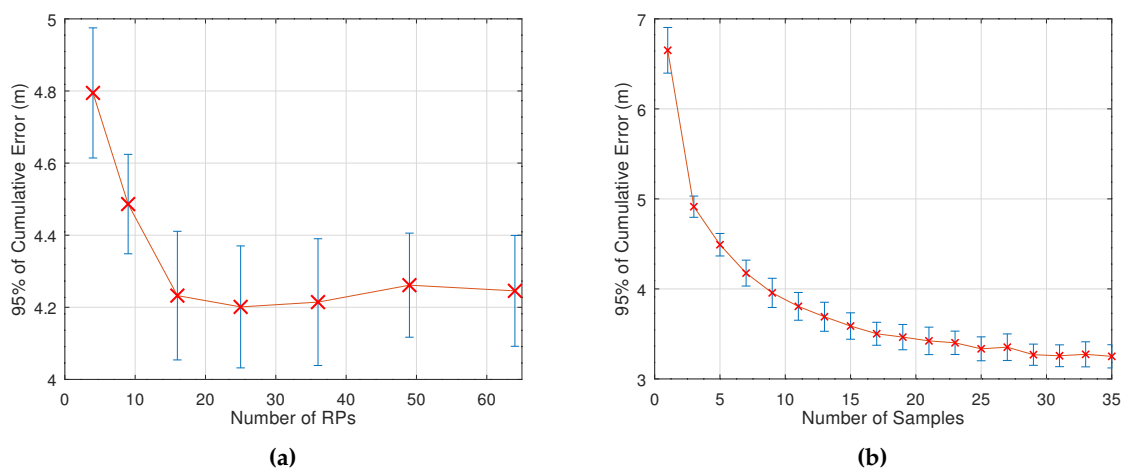 95% of Cumulative Error (m)
5
4.8
4.6
4.4
4.2
4
0 10 20 30 40 50 60
Number of RPs
(a)
95% of Cumulative Error (m)
7
6
5
4
3
0 5 10 15 20 25 30 35
Number of Samples
(b)